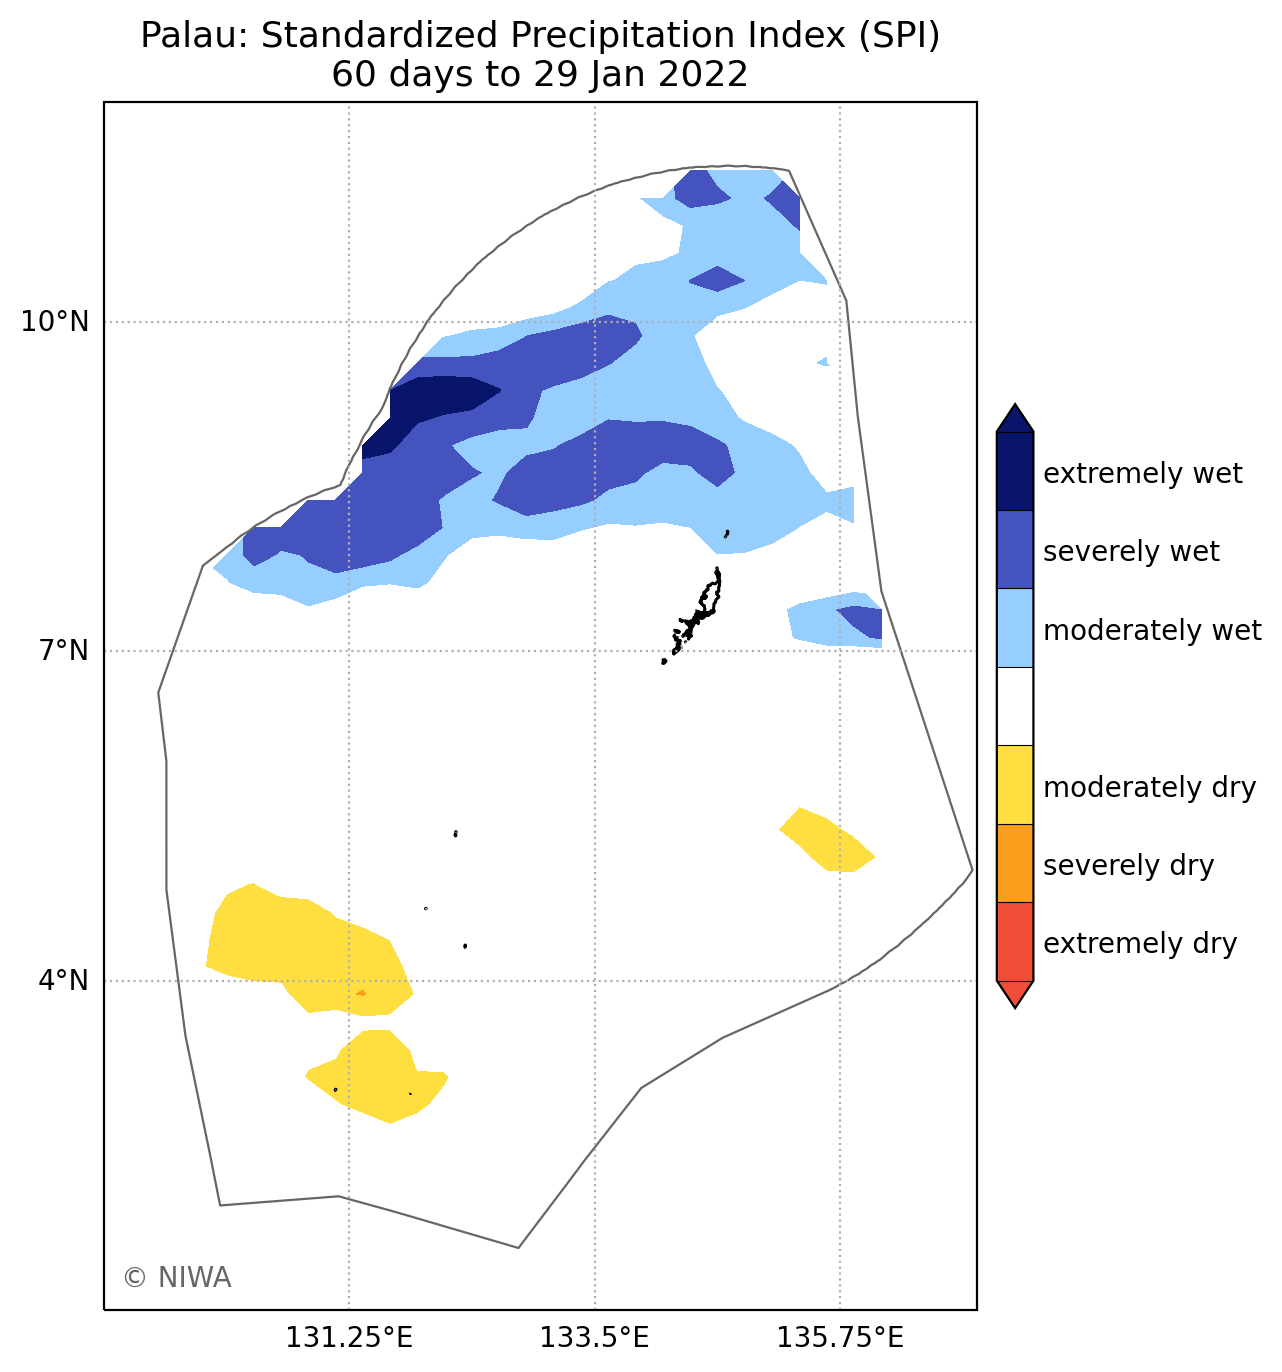 Palau: Standardized Precipitation Index (SPI)
60 days to 29 Jan 2022
10°N
7°N
4°N
131.25°E
133.5°E
135.75°E
extremely wet
severely wet
moderately wet
moderately dry
severely dry
extremely dry
© NIWA